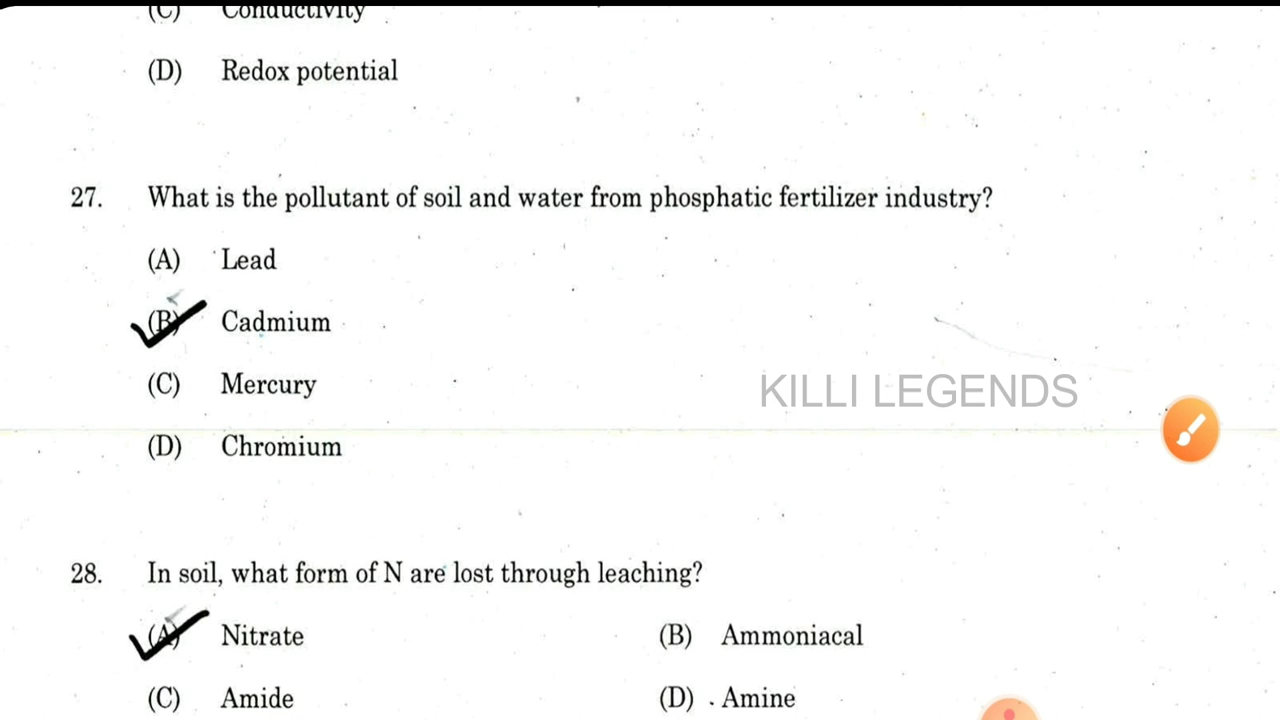 (C) Conductivity
(D) Redox potential
27. What is the pollutant of soil and water from phosphatic fertilizer industry?
(A) Lead
(B) Cadmium
(C) Mercury
KILLI LEGENDS
(D) Chromium
28. In soil, what form of N are lost through leaching?
(A) Nitrate (B) Ammoniacal
(C) Amide (D) Amine